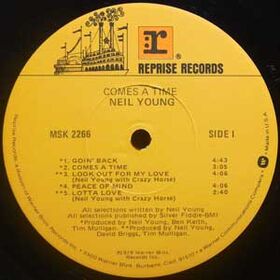 R
REPRISE RECORDS
COMES A TIME
NEIL YOUNG
MSK 2266
SIDE 1
*1. GOIN' BACK 4:43
*2. COMES A TIME 3:05
**3. LOOK OUT FOR MY LOVE 4:06
(Neil Young with Crazy Horse)
*4. PEACE OF MIND 4:06
**5. LOTTA LOVE 2:40
(Neil Young with Crazy Horse)
All selections written by Neil Young
All selections published by Silver Fiddle-BMI
*Produced by Neil Young, Ben Keith,
Tim Mulligan. **Produced by Neil Young,
David Briggs, Tim Mulligan.
℗1978 Warner Bros.
Records Inc.